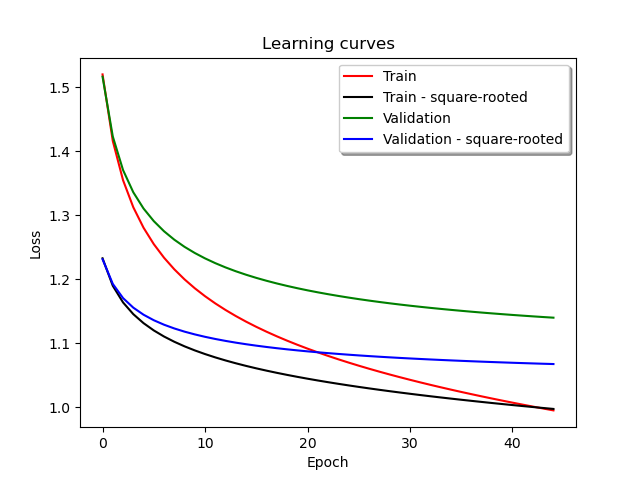 Learning curves
Train
Train - square-rooted
Validation
Validation - square-rooted
Loss
1.5
1.4
1.3
1.2
1.1
1.0
0 10 20 30 40
Epoch